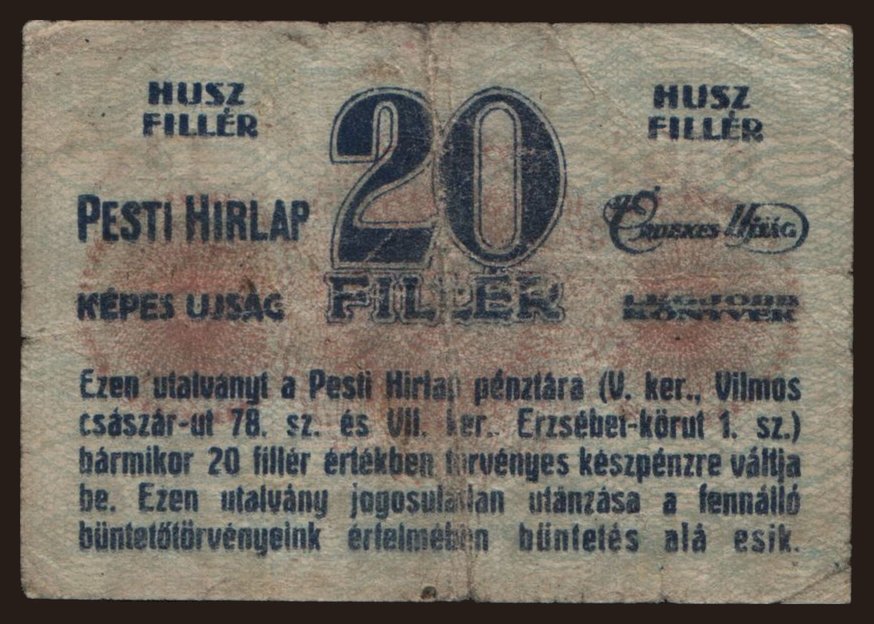 HUSZ
FILLÉR
20
FILLÉR
HUSZ
FILLÉR
PESTI HIRLAP
Érdekes Ujság
KÉPES UJSÁG
LEGJOBB
KÖNYVEK
Ezen utalványt a Pesti Hirlap pénztára (V. ker., Vilmos
császár-ut 78. sz. és VII. ker.. Erzsébet-körut 1. sz.)
bármikor 20 fillér értékben törvényes készpénzre váltja
be. Ezen utalvány jogosulatlan utánzása a fennálló
büntetőtörvényeink értelmében büntetés alá esik.